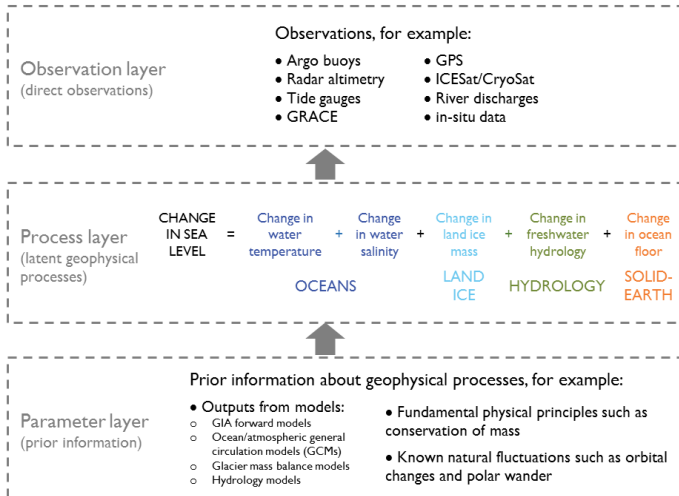 Observations, for example:
Observation layer
(direct observations)
• Argo buoys
• Radar altimetry
• Tide gauges
• GRACE
• GPS
• ICESat/CryoSat
• River discharges
• in-situ data
Process layer
(latent geophysical
processes)
CHANGE
IN SEA
LEVEL
=
Change in
water
temperature
+
Change
in water
salinity
+
Change in
land ice
mass
+
Change in
freshwater
hydrology
+
Change
in ocean
floor
OCEANS
LAND
ICE
HYDROLOGY
SOLID-
EARTH
Prior information about geophysical processes, for example:
Parameter layer
(prior information)
• Outputs from models:
o GIA forward models
o Ocean/atmospheric general
circulation models (GCMs)
o Glacier mass balance models
o Hydrology models
• Fundamental physical principles such as
conservation of mass
• Known natural fluctuations such as orbital
changes and polar wander